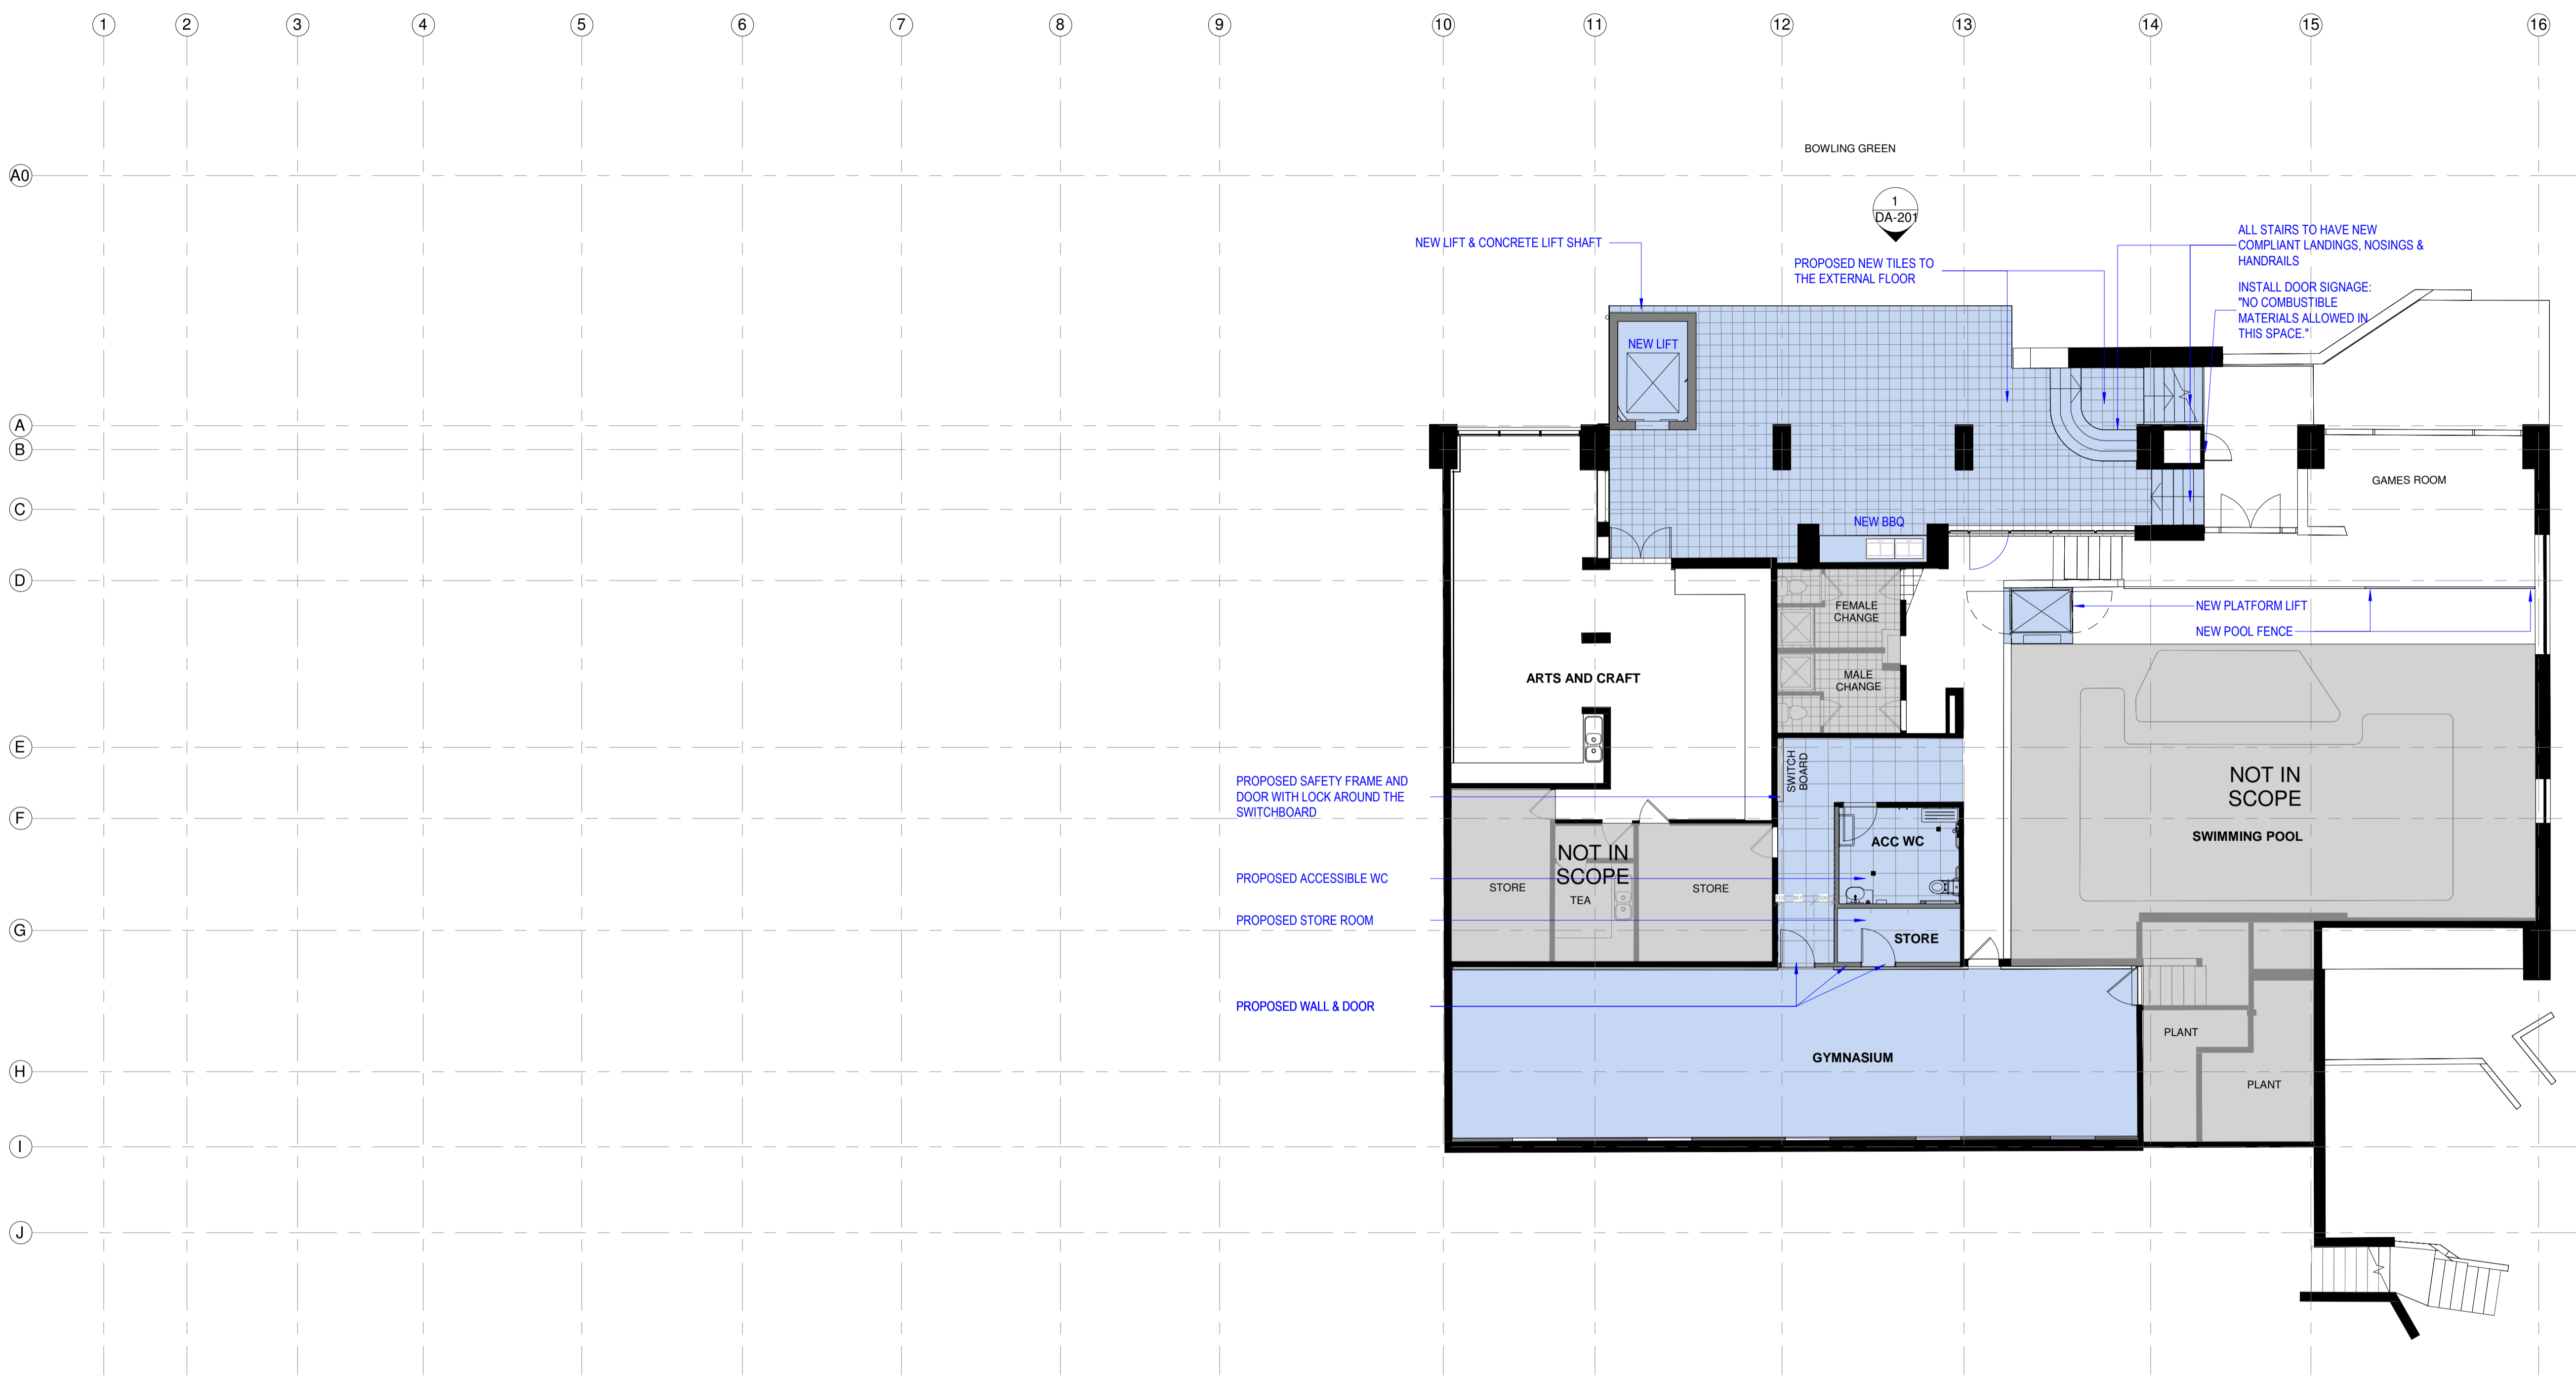 1 2 3 4 5 6 7 8 9 10 11 12 13 14 15 16
BOWLING GREEN
A0
1
DA-201
ALL STAIRS TO HAVE NEW
COMPLIANT LANDINGS, NOSINGS &
HANDRAILS
NEW LIFT & CONCRETE LIFT SHAFT
PROPOSED NEW TILES TO
THE EXTERNAL FLOOR
INSTALL DOOR SIGNAGE:
"NO COMBUSTIBLE
MATERIALS ALLOWED IN
THIS SPACE."
NEW LIFT
A
B
GAMES ROOM
C
NEW BBQ
D
FEMALE
CHANGE
NEW PLATFORM LIFT
NEW POOL FENCE
ARTS AND CRAFT
MALE
CHANGE
E
SWITCH
BOARD
PROPOSED SAFETY FRAME AND
DOOR WITH LOCK AROUND THE
SWITCHBOARD
NOT IN
SCOPE
F
SWIMMING POOL
ACC WC
NOT IN
SCOPE
PROPOSED ACCESSIBLE WC
STORE
STORE
TEA
PROPOSED STORE ROOM
G
STORE
PROPOSED WALL & DOOR
PLANT
GYMNASIUM
H
PLANT
I
J